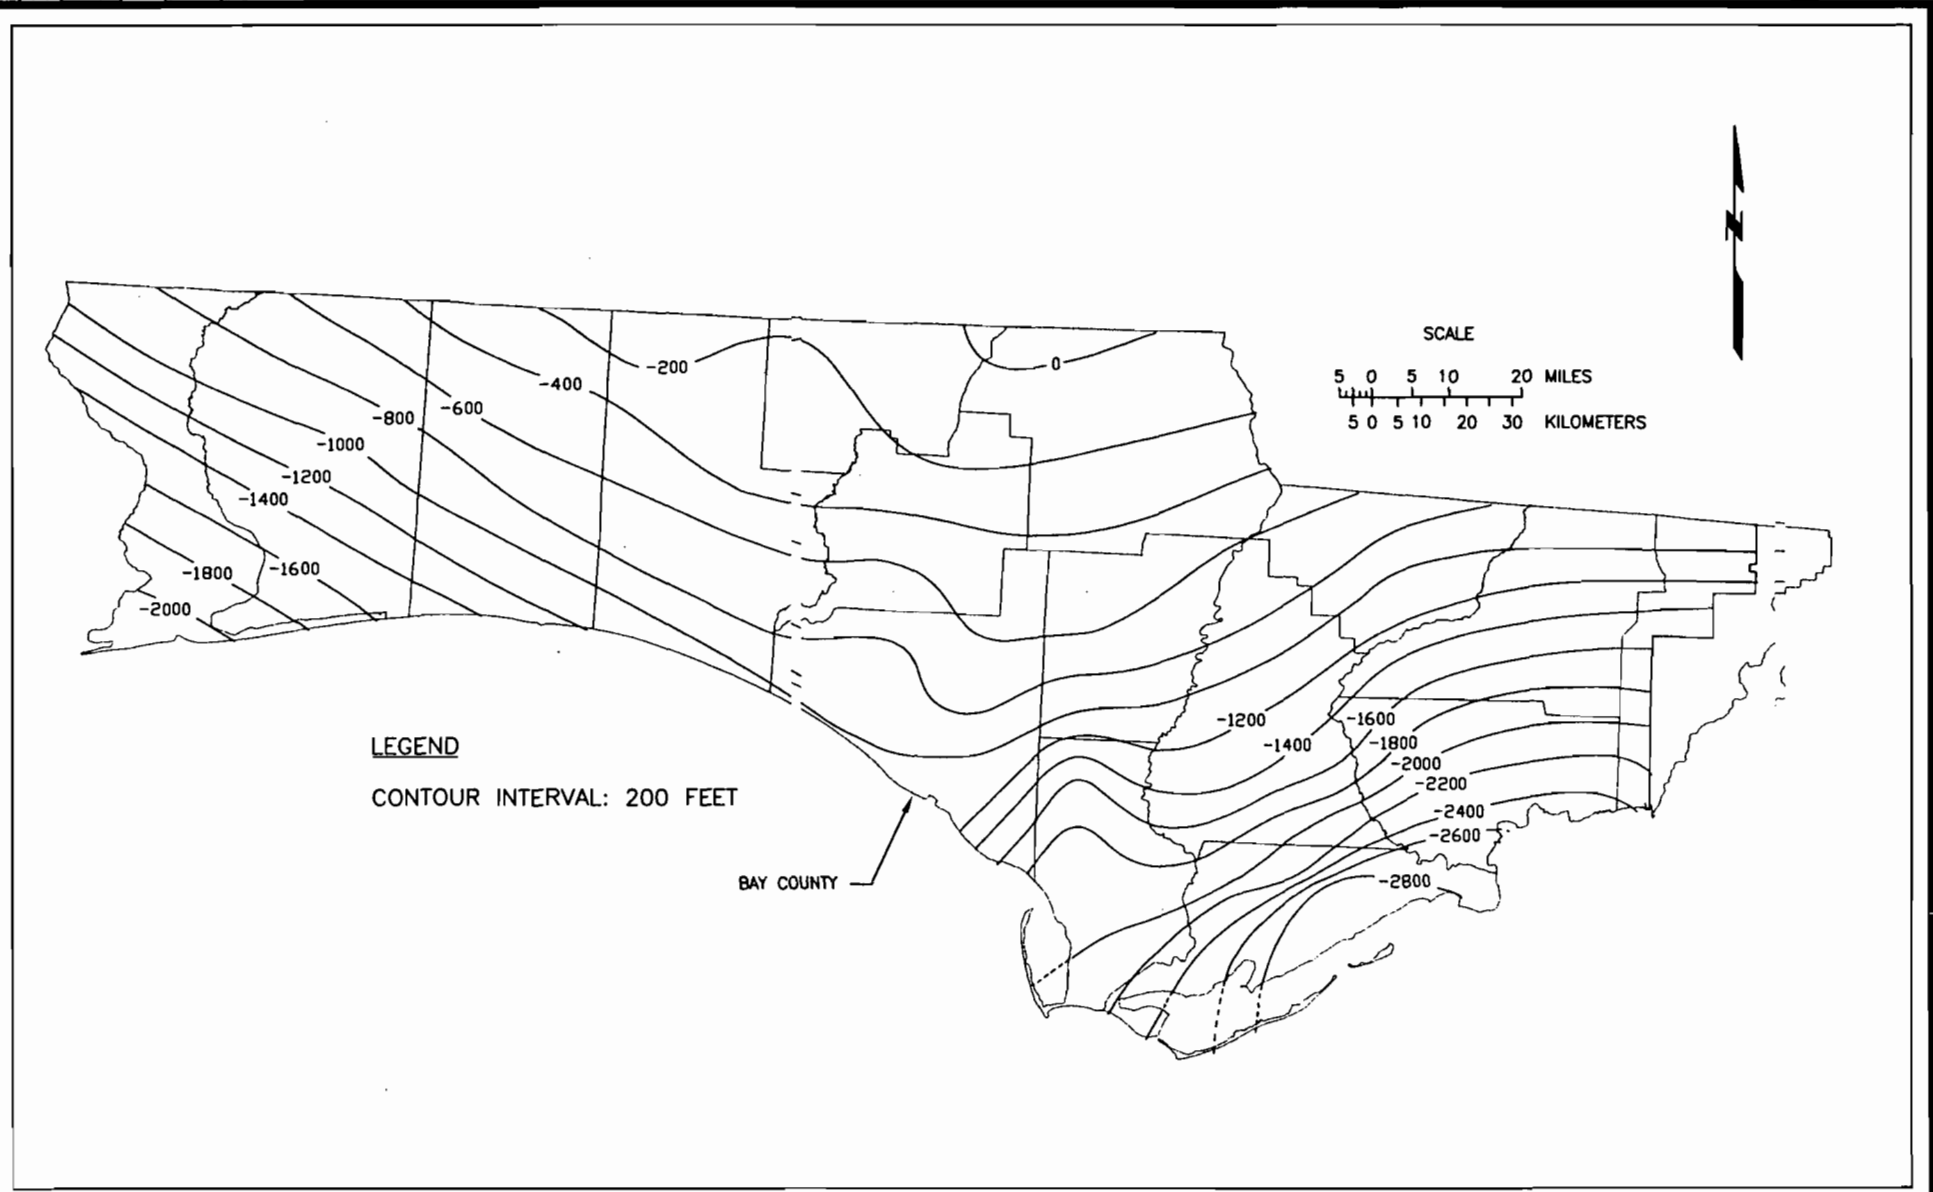 N
SCALE
5 0 5 10 20 MILES
5 0 5 10 20 30 KILOMETERS
0
-200
-400
-600
-800
-1000
-1200
-1400
-1600
-1800
-2000
-1200
-1400
-1600
-1800
-2000
-2200
-2400
-2600
-2800
LEGEND
CONTOUR INTERVAL: 200 FEET
BAY COUNTY